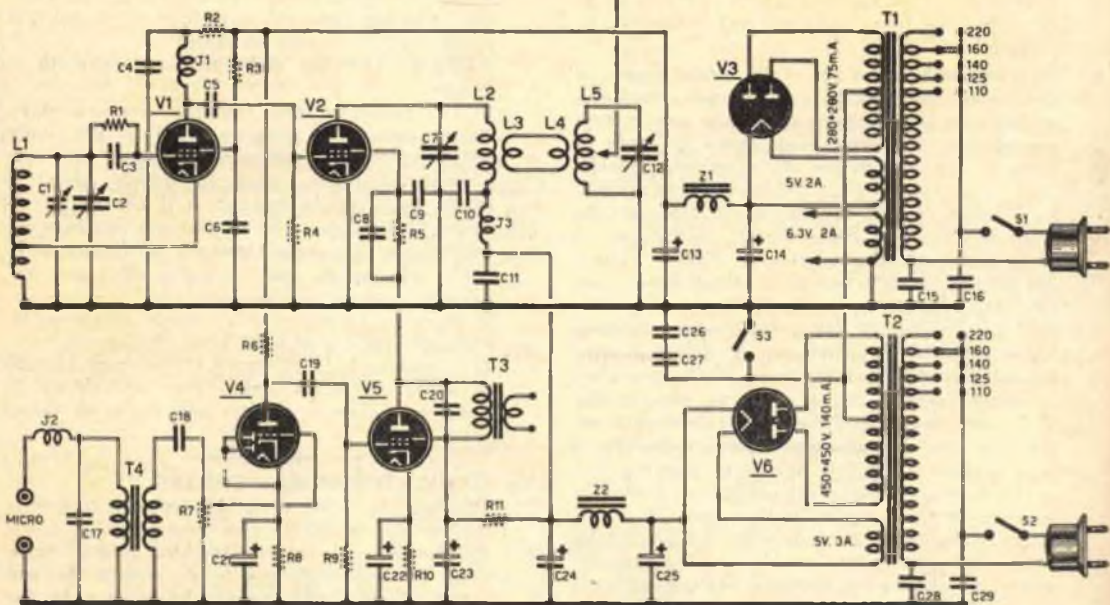 R2
T1
220
160
140
125
110
C4
J1
R3
V3
280+280V. 75m.A.
V1
C5
V2
L2
L5
R1
L3
L4
C7
C12
L1
C3
5V. 2A.
C1
C2
Z1
S1
C9
C10
C8
J3
6.3V. 2A.
C6
R4
R5
C13
C14
C11
C15
C16
C26
S3
T2
C27
220
160
140
125
110
R6
C19
T3
V4
V5
C20
450+450V. 140m.A.
J2
C18
V6
T4
R7
R11
Z2
S2
MICRO
C17
5V. 3A.
C21
R8
R9
C22
R10
C23
C24
C25
C28
C29